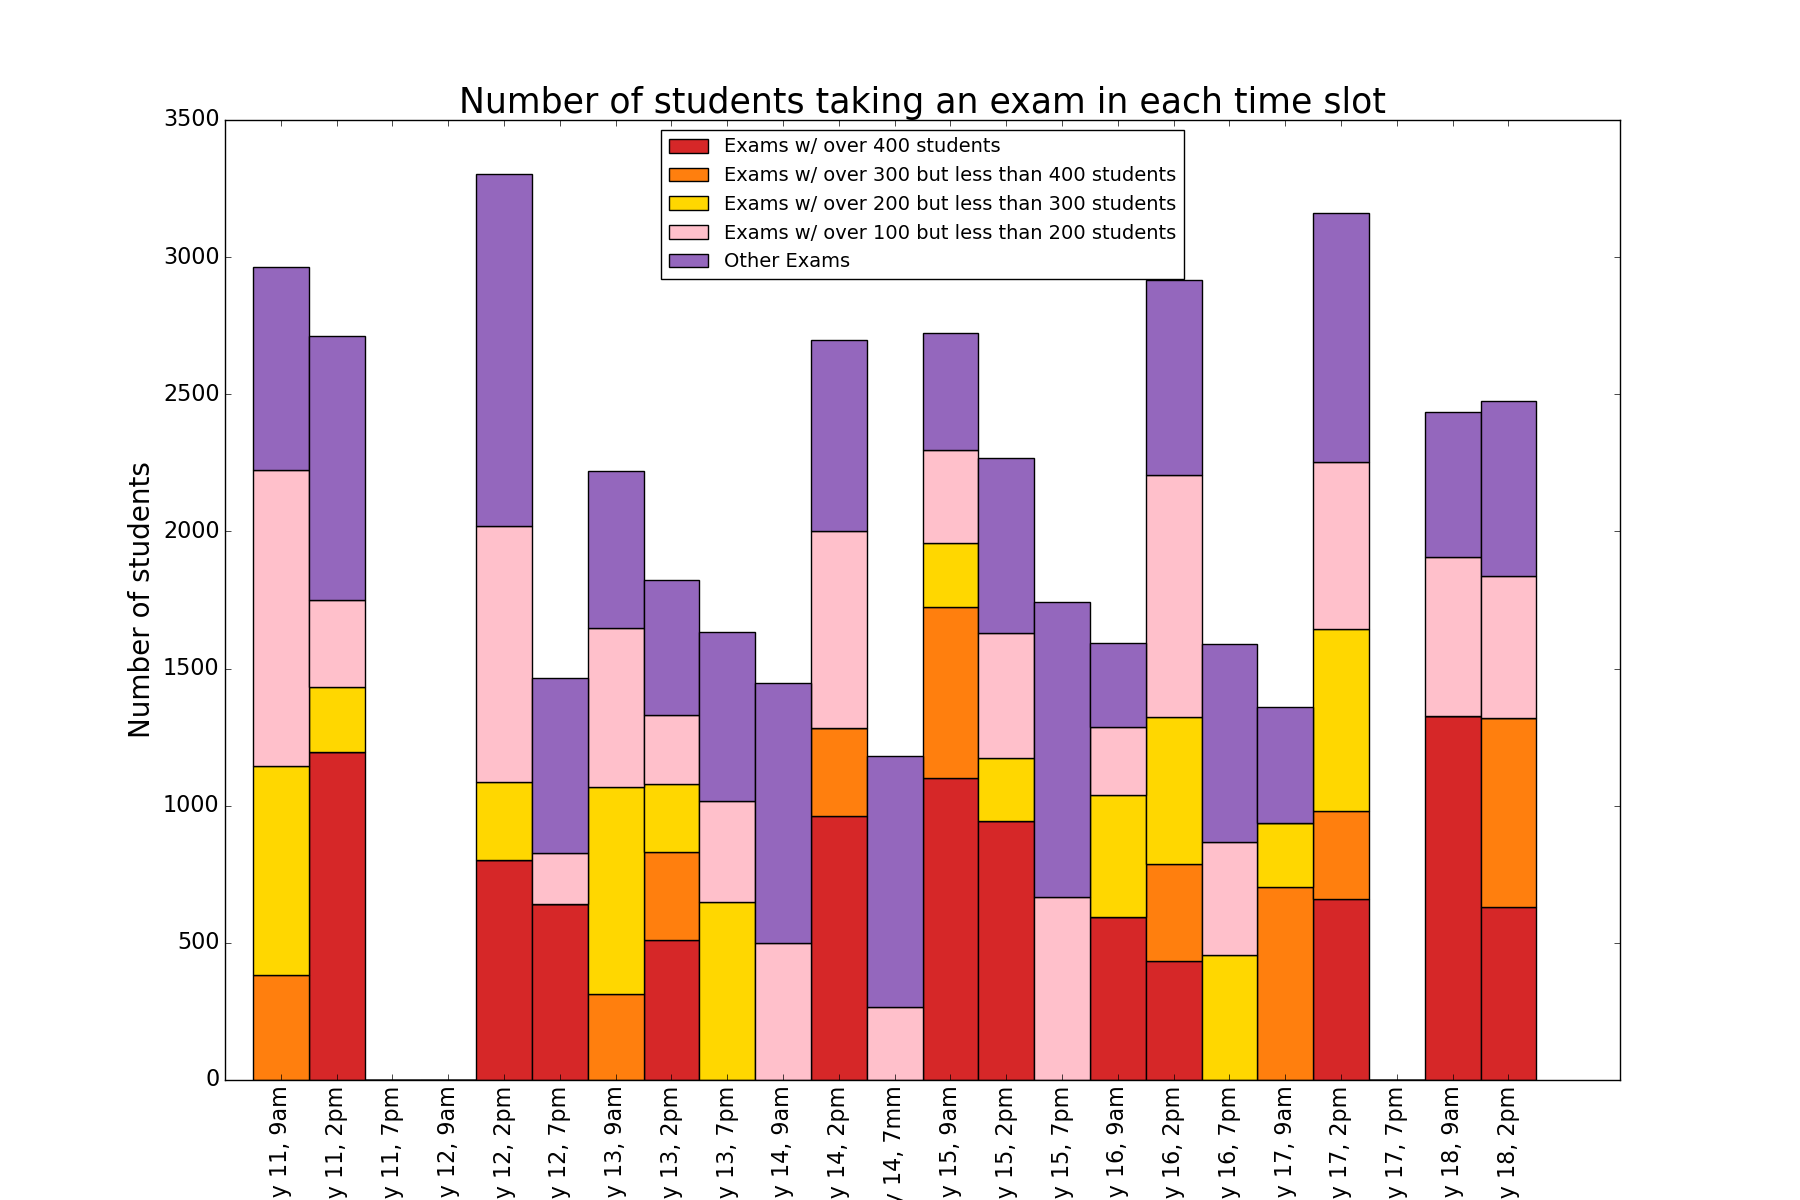 Number of students taking an exam in each time slot
Exams w/ over 400 students
Exams w/ over 300 but less than 400 students
Exams w/ over 200 but less than 300 students
Exams w/ over 100 but less than 200 students
Other Exams
Number of students
3500
3000
2500
2000
1500
1000
500
0
y 11, 9am
y 11, 2pm
y 11, 7pm
y 12, 9am
y 12, 2pm
y 12, 7pm
y 13, 9am
y 13, 2pm
y 13, 7pm
y 14, 9am
y 14, 2pm
y 14, 7mm
y 15, 9am
y 15, 2pm
y 15, 7pm
y 16, 9am
y 16, 2pm
y 16, 7pm
y 17, 9am
y 17, 2pm
y 17, 7pm
y 18, 9am
y 18, 2pm